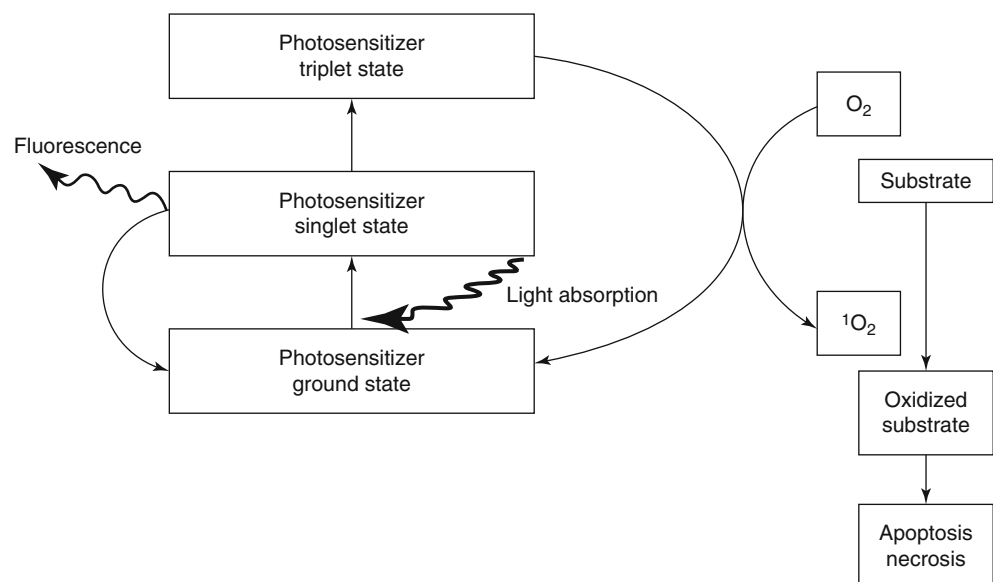 Photosensitizer
triplet state
O₂
Fluorescence
Substrate
Photosensitizer
singlet state
Light absorption
¹O₂
Photosensitizer
ground state
Oxidized
substrate
Apoptosis
necrosis